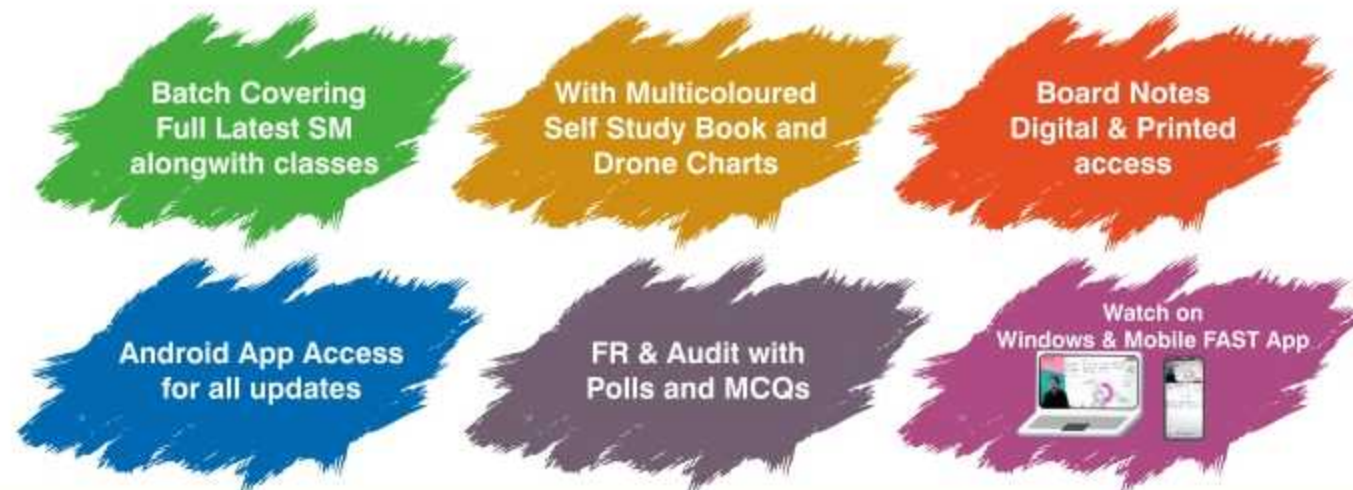 Batch Covering
Full Latest SM
alongwith classes
With Multicoloured
Self Study Book and
Drone Charts
Board Notes
Digital & Printed
access
Android App Access
for all updates
FR & Audit with
Polls and MCQs
Watch on
Windows & Mobile FAST App